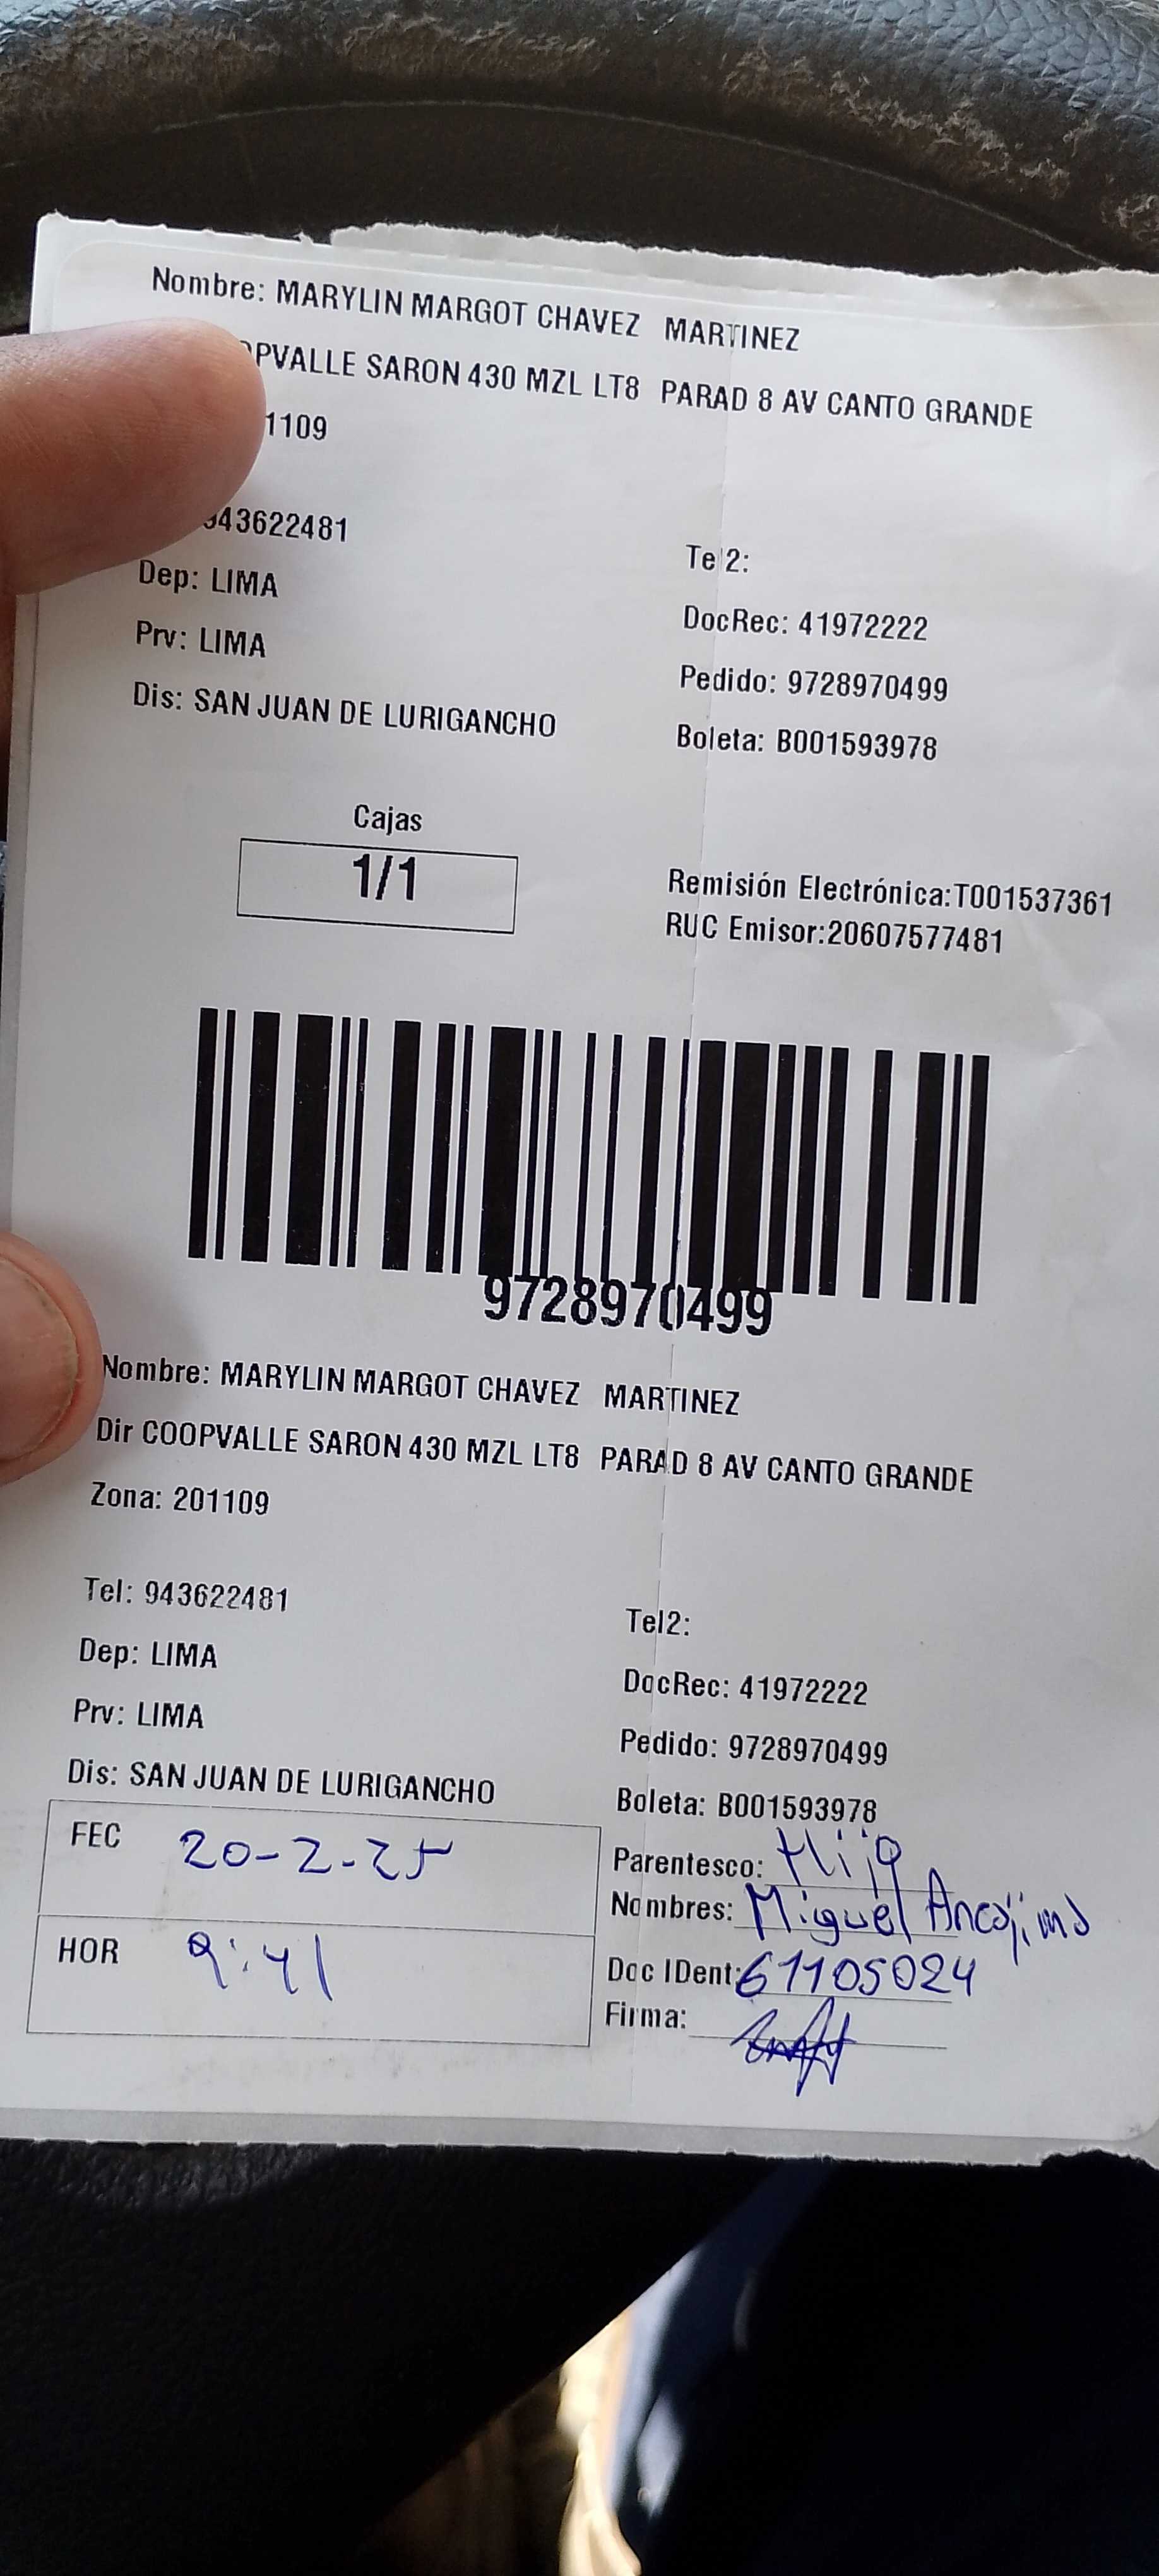 Nombre: MARYLIN MARGOT CHAVEZ MARTINEZ
OPVALLE SARON 430 MZL LT8 PARAD 8 AV CANTO GRANDE
1109
943622481
Tel2:
Dep: LIMA
DocRec: 41972222
Prv: LIMA
Pedido: 9728970499
Dis: SAN JUAN DE LURIGANCHO
Boleta: B001593978
Cajas
1/1
Remisión Electrónica:T001537361
RUC Emisor:20607577481
9728970499
Nombre: MARYLIN MARGOT CHAVEZ MARTINEZ
Dir COOPVALLE SARON 430 MZL LT8 PARAD 8 AV CANTO GRANDE
Zona: 201109
Tel: 943622481
Tel2:
Dep: LIMA
DocRec: 41972222
Prv: LIMA
Pedido: 9728970499
Dis: SAN JUAN DE LURIGANCHO
Boleta: B001593978
FEC 20-2-25
Parentesco: Hijo
Nombres: Miguel
HOR 9:41
Doc IDent: 61105024
Firma: